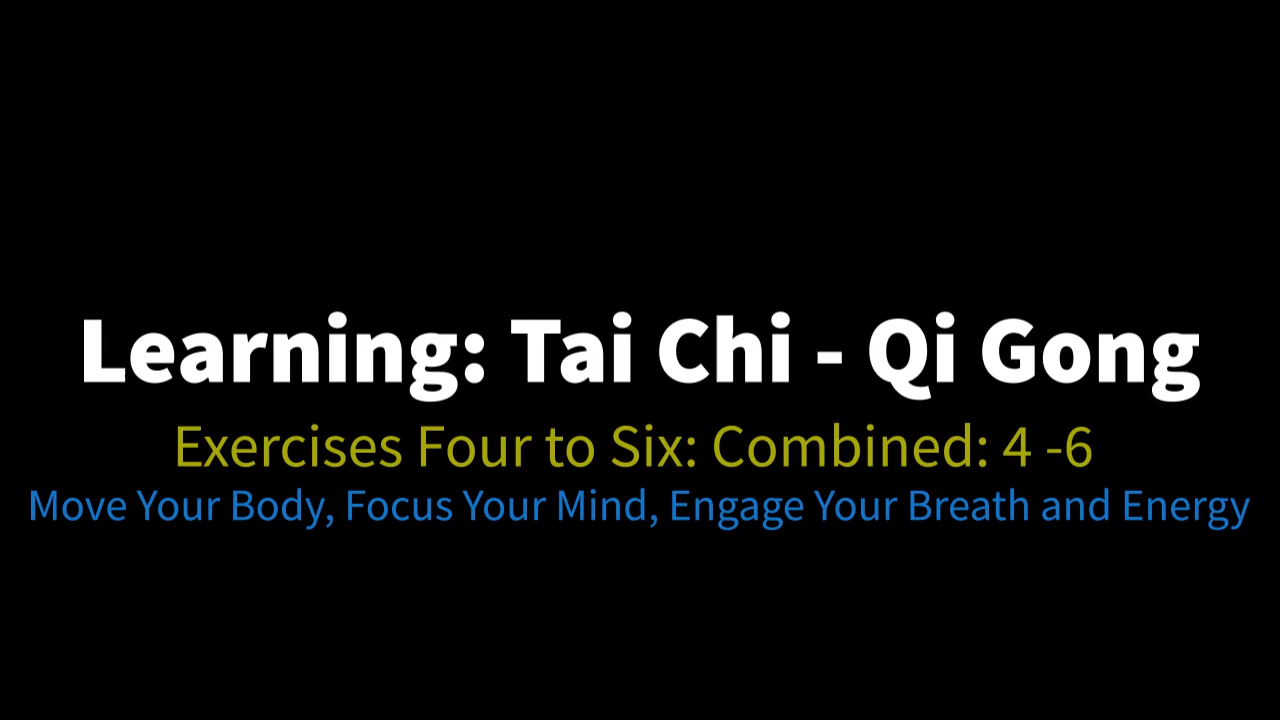 Learning: Tai Chi - Qi Gong
Exercises Four to Six: Combined: 4 -6
Move Your Body, Focus Your Mind, Engage Your Breath and Energy